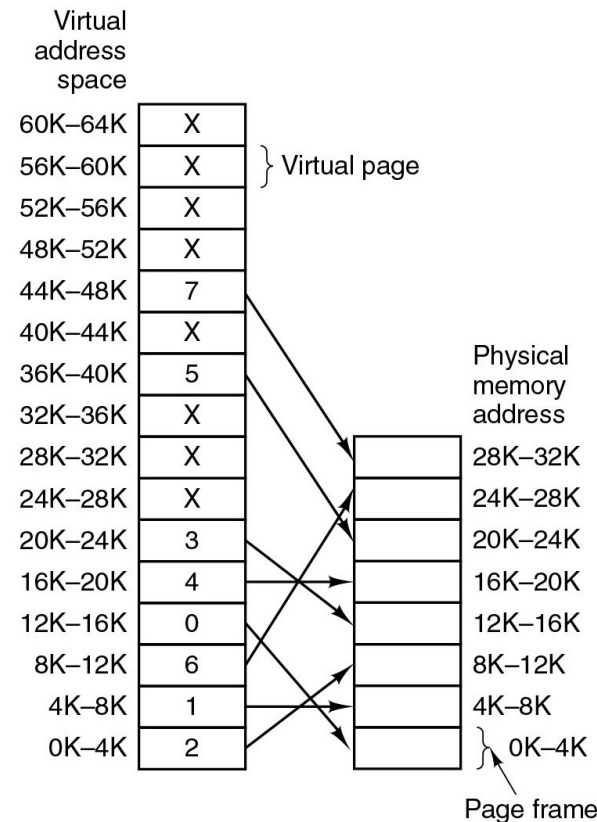 Virtual
address
space
60K–64K X
56K–60K X Virtual page
52K–56K X
48K–52K X
44K–48K 7
40K–44K X
36K–40K 5
32K–36K X
28K–32K X
24K–28K X
20K–24K 3
16K–20K 4
12K–16K 0
8K–12K 6
4K–8K 1
0K–4K 2
Physical
memory
address
28K–32K
24K–28K
20K–24K
16K–20K
12K–16K
8K–12K
4K–8K
0K–4K
Page frame